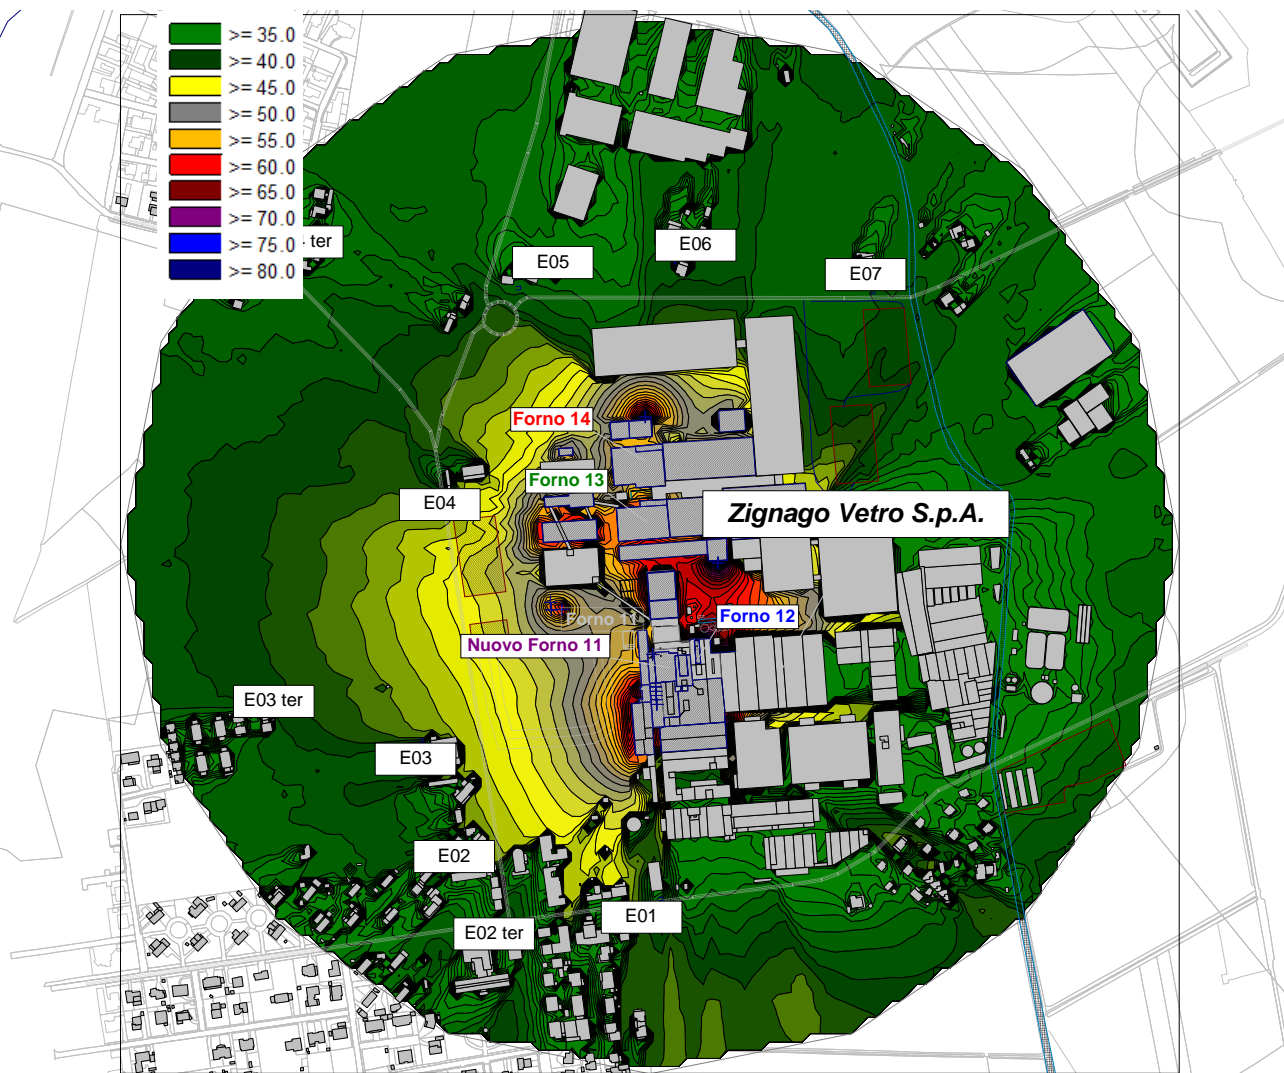 >= 35.0
>= 40.0
>= 45.0
>= 50.0
>= 55.0
>= 60.0
>= 65.0
>= 70.0
>= 75.0
>= 80.0
ter
E05
E06
E07
Forno 14
Forno 13
E04
Zignago Vetro S.p.A.
Forno 11
Forno 12
Nuovo Forno 11
E03 ter
E03
E02
E01
E02 ter